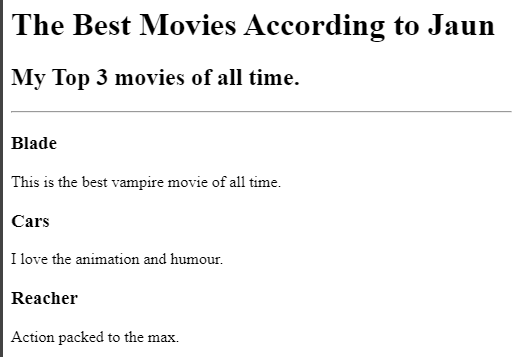 The Best Movies According to Jaun
My Top 3 movies of all time.
Blade
This is the best vampire movie of all time.
Cars
I love the animation and humour.
Reacher
Action packed to the max.